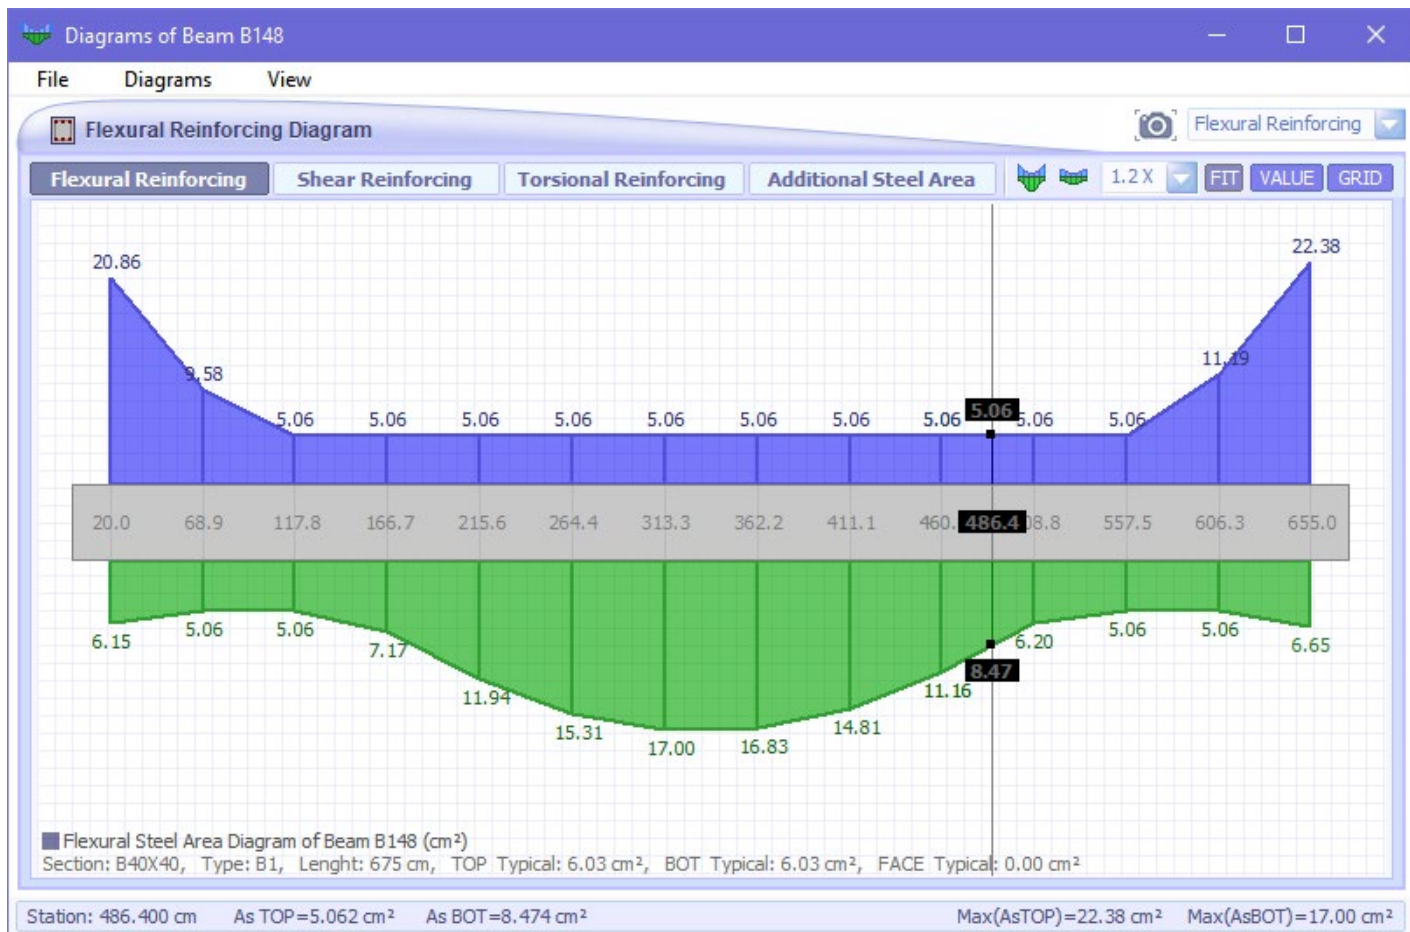 Diagrams of Beam B148
File Diagrams View
Flexural Reinforcing Diagram Flexural Reinforcing
Flexural Reinforcing Shear Reinforcing Torsional Reinforcing Additional Steel Area 1.2 X FIT VALUE GRID
20.86 22.38
9.58 11.19
5.06 5.06 5.06 5.06 5.06 5.06 5.06 5.06 5.06 5.06 5.06
20.0 68.9 117.8 166.7 215.6 264.4 313.3 362.2 411.1 460. 486.4 08.8 557.5 606.3 655.0
6.15 5.06 5.06 7.17 11.94 15.31 17.00 16.83 14.81 11.16 8.47 6.20 5.06 5.06 6.65
Flexural Steel Area Diagram of Beam B148 (cm²)
Section: B40X40, Type: B1, Lenght: 675 cm, TOP Typical: 6.03 cm², BOT Typical: 6.03 cm², FACE Typical: 0.00 cm²
Station: 486.400 cm As TOP=5.062 cm² As BOT=8.474 cm² Max(AsTOP)=22.38 cm² Max(AsBOT)=17.00 cm²